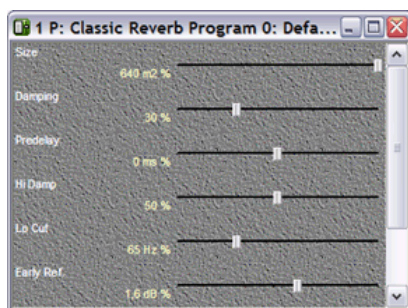 1 P: Classic Reverb Program 0: Defa...
Size
640 m2 %
Damping
30 %
Predelay
0 ms %
Hi Damp
50 %
Lo Cut
65 Hz %
Early Ref.
1,6 dB %